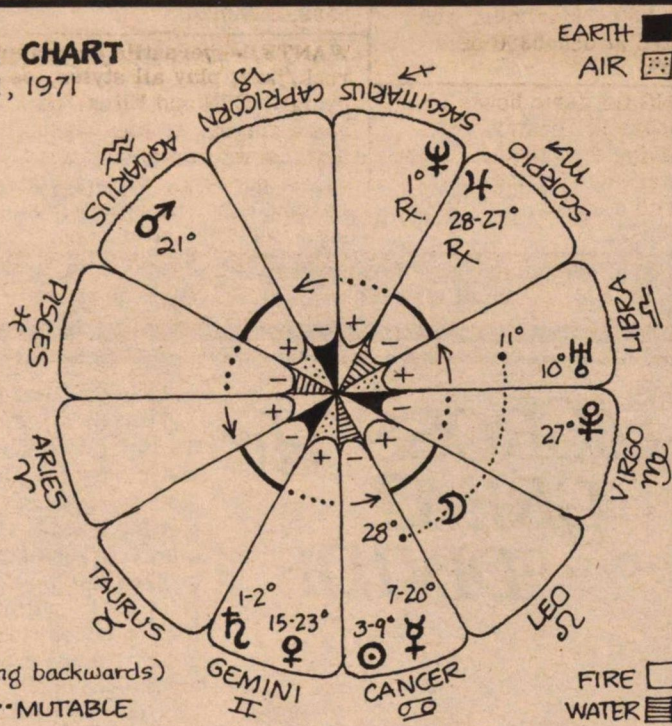 CHART
, 1971
EARTH
AIR
CAPRICORN ♑
SAGGITARIUS ♐
AQUARIUS ♒
SCORPIO ♏
♂ 21°
♆ 1° Rx
♃ 28-27° Rx
PISCES ♓
LIBRA ♎
+ - + -
+ - + -
+ - + -
11°
10° ♅
27° ♇
ARIES ♈
VIRGO ♍
28°
☽
TAURUS ♉
LEO ♌
1-2° ♄
15-23° ♀
3-9° ☉
7-20° ☿
GEMINI ♊
CANCER ♋
ng backwards)
··MUTABLE
FIRE
WATER